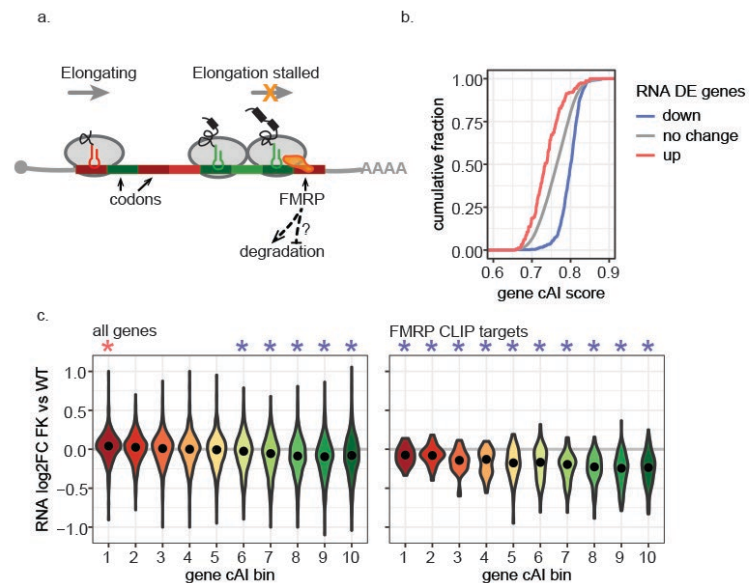 a.
Elongating
Elongation stalled
X
AAAA
codons
FMRP
?
degradation
b.
cumulative fraction
1.00
0.75
0.50
0.25
0.00
0.6 0.7 0.8 0.9
gene cAI score
RNA DE genes
down
no change
up
c.
all genes
* * * * * *
RNA log2FC FK vs WT
1.0
0.5
0.0
−0.5
−1.0
1 2 3 4 5 6 7 8 9 10
gene cAI bin
FMRP CLIP targets
* * * * * * * * * *
1 2 3 4 5 6 7 8 9 10
gene cAI bin